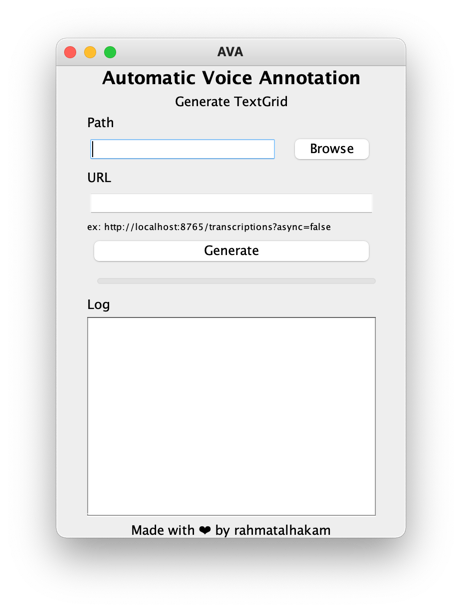 AVA
Automatic Voice Annotation
Generate TextGrid
Path
Browse
URL
ex: http://localhost:8765/transcriptions?async=false
Generate
Log
Made with ❤ by rahmatalhakam